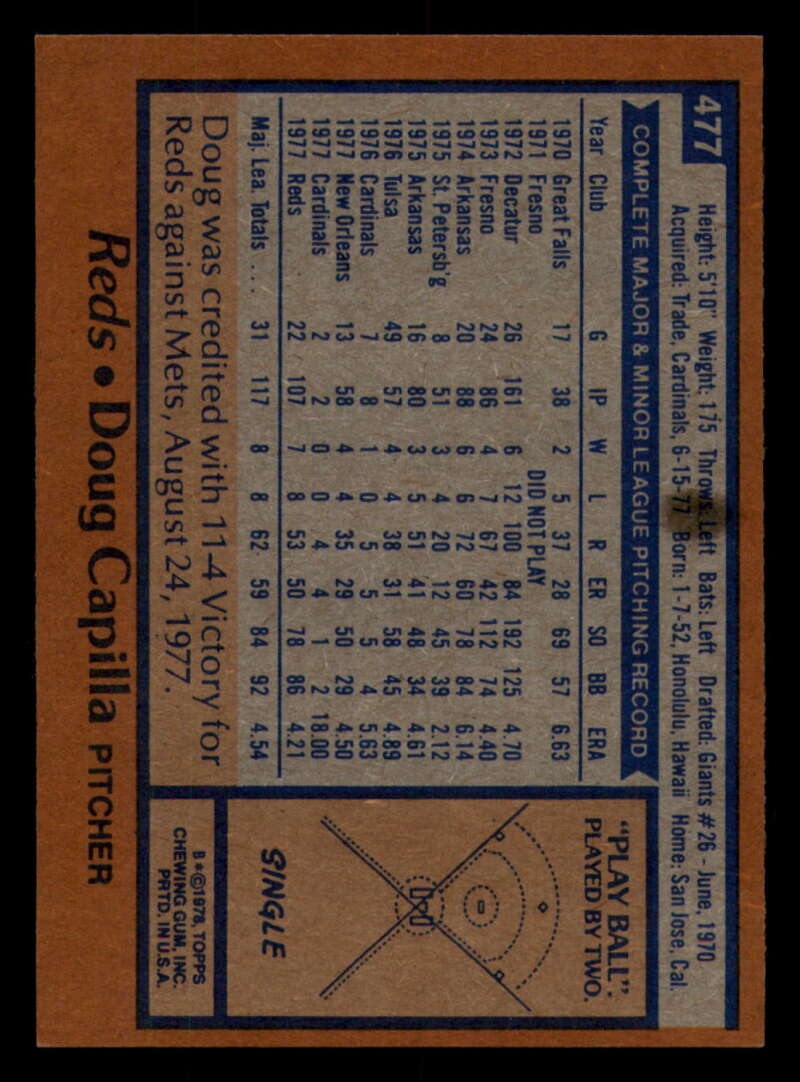 477
Height: 5'10" Weight: 175 Throws: Left Bats: Left Drafted: Giants #26 - June, 1970
Acquired: Trade, Cardinals, 6-15-77 Born: 1-7-52, Honolulu, Hawaii Home: San Jose, Cal.
COMPLETE MAJOR & MINOR LEAGUE PITCHING RECORD
Year Club G IP W L R ER SO BB ERA
1970 Great Falls 17 38 2 5 37 28 69 57 6.63
1971 Fresno DID NOT PLAY
1972 Decatur 26 161 6 12 100 84 192 125 4.70
1973 Fresno 24 86 4 7 67 42 112 74 4.40
1974 Arkansas 20 88 6 6 72 60 78 84 6.14
1975 St. Petersb'g 8 51 3 4 20 12 45 39 2.12
1975 Arkansas 16 80 3 5 51 41 48 34 4.61
1976 Tulsa 49 57 4 4 38 31 58 45 4.89
1976 Cardinals 7 8 1 0 5 5 5 4 5.63
1977 New Orleans 13 58 4 4 35 29 50 29 4.50
1977 Cardinals 2 2 0 0 4 4 1 2 18.00
1977 Reds 22 107 7 8 53 50 78 86 4.21
Maj. Lea. Totals ... 31 117 8 8 62 59 84 92 4.54
Doug was credited with 11-4 Victory for
Reds against Mets, August 24, 1977.
"PLAY BALL".
PLAYED BY TWO.
SINGLE
B *©1978, TOPPS
CHEWING GUM, INC.
PRTD. IN U.S.A.
Reds • Doug Capilla PITCHER